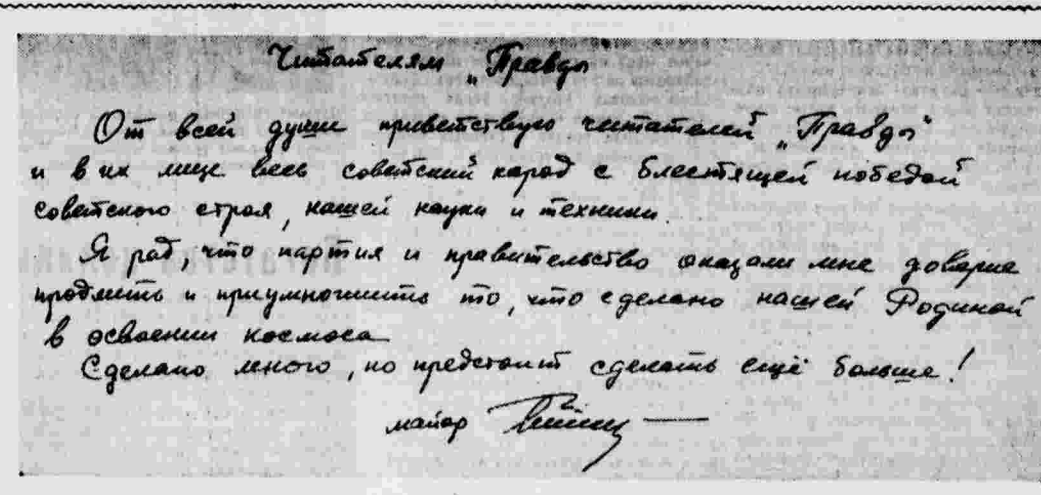 Читателям „Правды
От всей души приветствую читателей „Правды"
и в их лице весь советский народ с блестящей победой
советского строя, нашей науки и техники.
Я рад, что партия и правительство оказали мне доверие
продлить и приумножить то, что сделано нашей Родиной
в освоении космоса
Сделано много, но предстоит сделать ещё больше!
майор